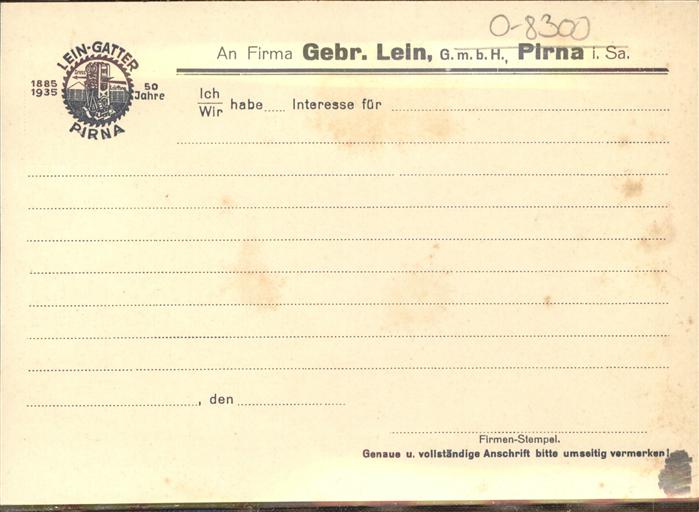 O-8300
LEIN-GATTER
1885
1935
50
Jahre
PIRNA
An Firma Gebr. Lein, G.m.b.H., Pirna i. Sa.
Ich
Wir habe.... Interesse für
, den
Firmen-Stempel.
Genaue u. vollständige Anschrift bitte umseitig vermerken!